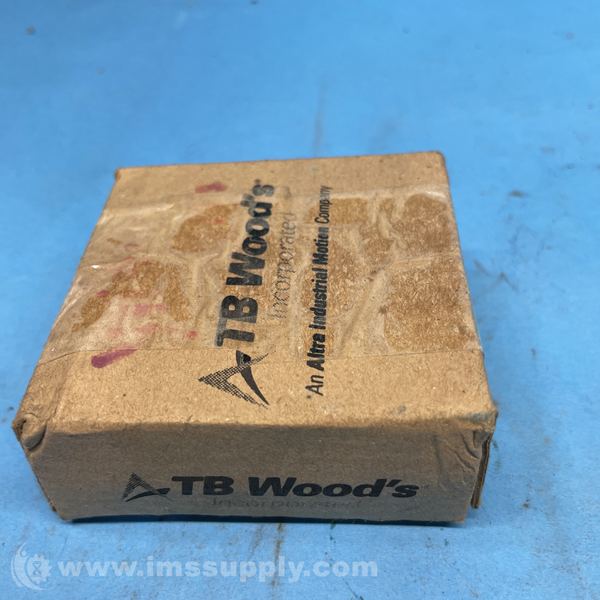 TB Wood's
Incorporated
An Altra Industrial Motion Company
TB Wood's
Incorporated
www.imssupply.com